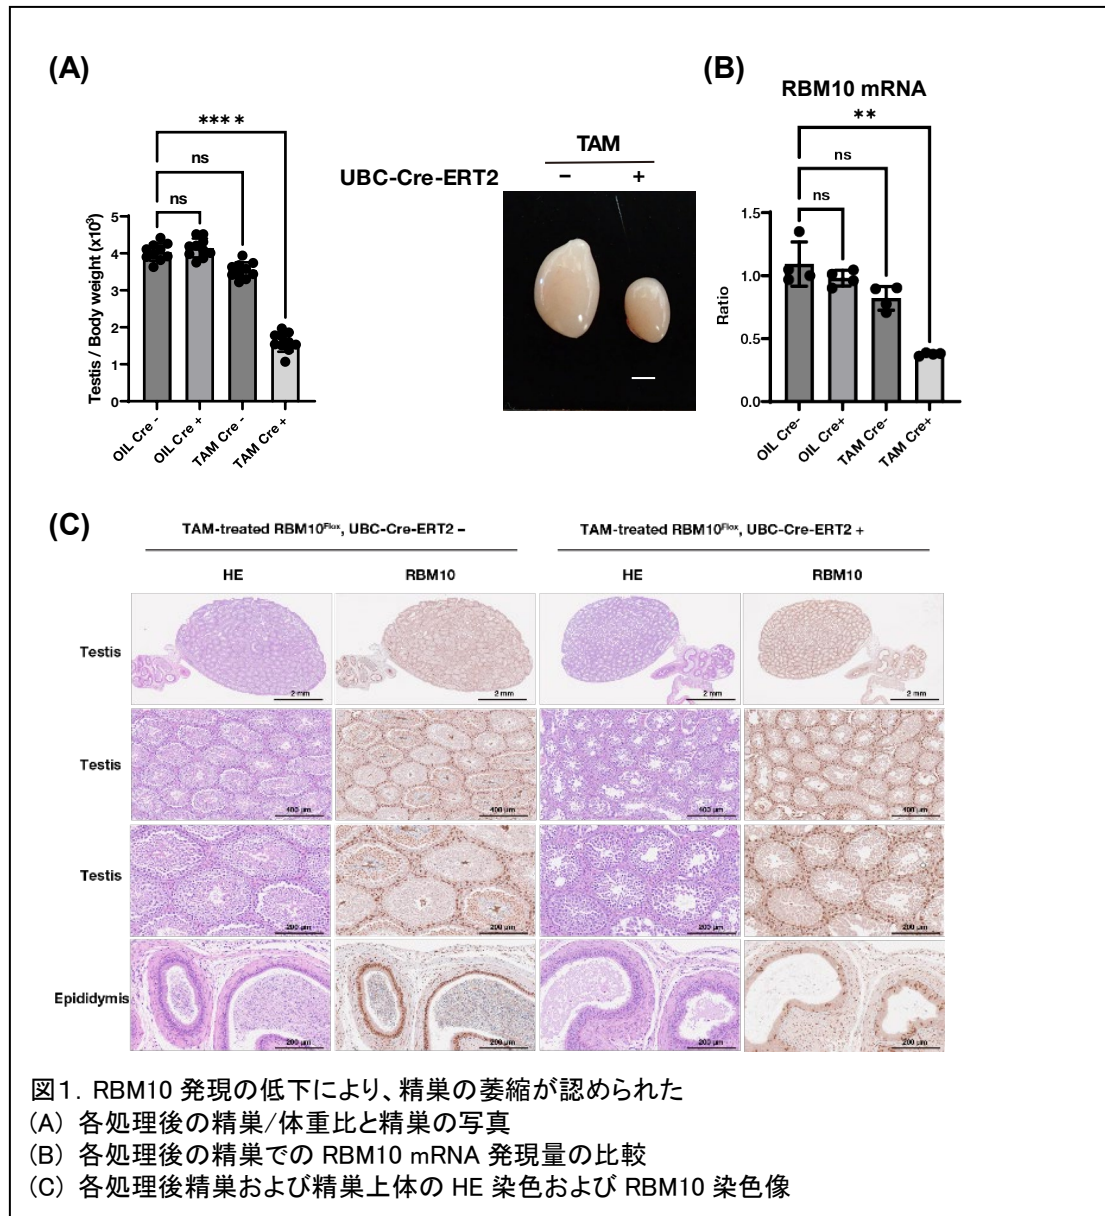 (A)
****
ns
ns
Testis / Body weight (x10³)
5
4
3
2
1
0
OIL Cre -
OIL Cre +
TAM Cre -
TAM Cre +
TAM
UBC-Cre-ERT2 − +
(B)
RBM10 mRNA
**
ns
ns
Ratio
1.5
1.0
0.5
0.0
OIL Cre-
OIL Cre+
TAM Cre-
TAM Cre+
(C)
TAM-treated RBM10Flox, UBC-Cre-ERT2 −
TAM-treated RBM10Flox, UBC-Cre-ERT2 +
HE RBM10 HE RBM10
Testis
2 mm 2 mm 2 mm 2 mm
Testis
400 µm 400 µm 400 µm 400 µm
Testis
200 µm 200 µm 200 µm 200 µm
Epididymis
200 µm 200 µm 200 µm 200 µm
図1. RBM10 発現の低下により、精巣の萎縮が認められた
(A) 各処理後の精巣/体重比と精巣の写真
(B) 各処理後の精巣での RBM10 mRNA 発現量の比較
(C) 各処理後精巣および精巣上体の HE 染色および RBM10 染色像